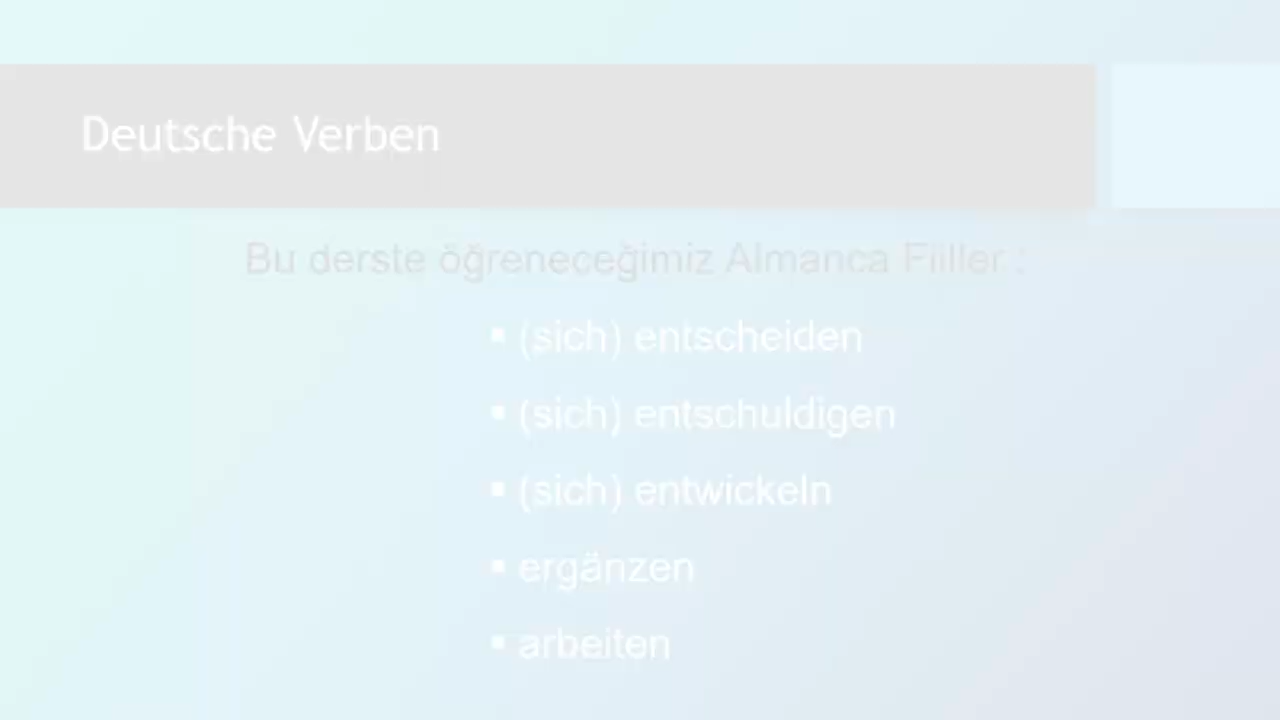 Deutsche Verben
Bu derste öğreneceğimiz Almanca Fiiller :
▪ (sich) entscheiden
▪ (sich) entschuldigen
▪ (sich) entwickeln
▪ ergänzen
▪ arbeiten